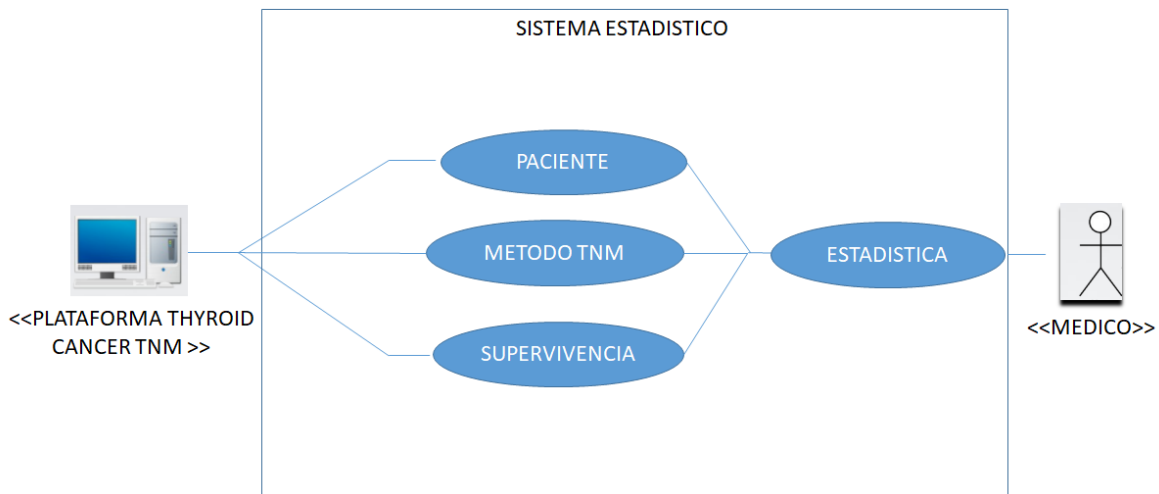 SISTEMA ESTADISTICO
PACIENTE
METODO TNM
ESTADISTICA
SUPERVIVENCIA
<<PLATAFORMA THYROID
CANCER TNM >>
<<MEDICO>>